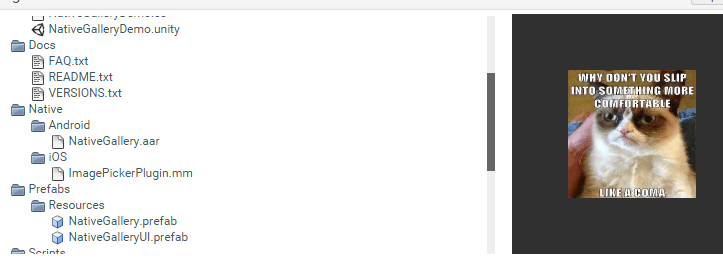 NativeGalleryDemo.unity
Docs
FAQ.txt
README.txt
VERSIONS.txt
Native
Android
NativeGallery.aar
iOS
ImagePickerPlugin.mm
Prefabs
Resources
NativeGallery.prefab
NativeGalleryUI.prefab
Scripts
WHY DON'T YOU SLIP
INTO SOMETHING MORE
COMFORTABLE
LIKE A COMA